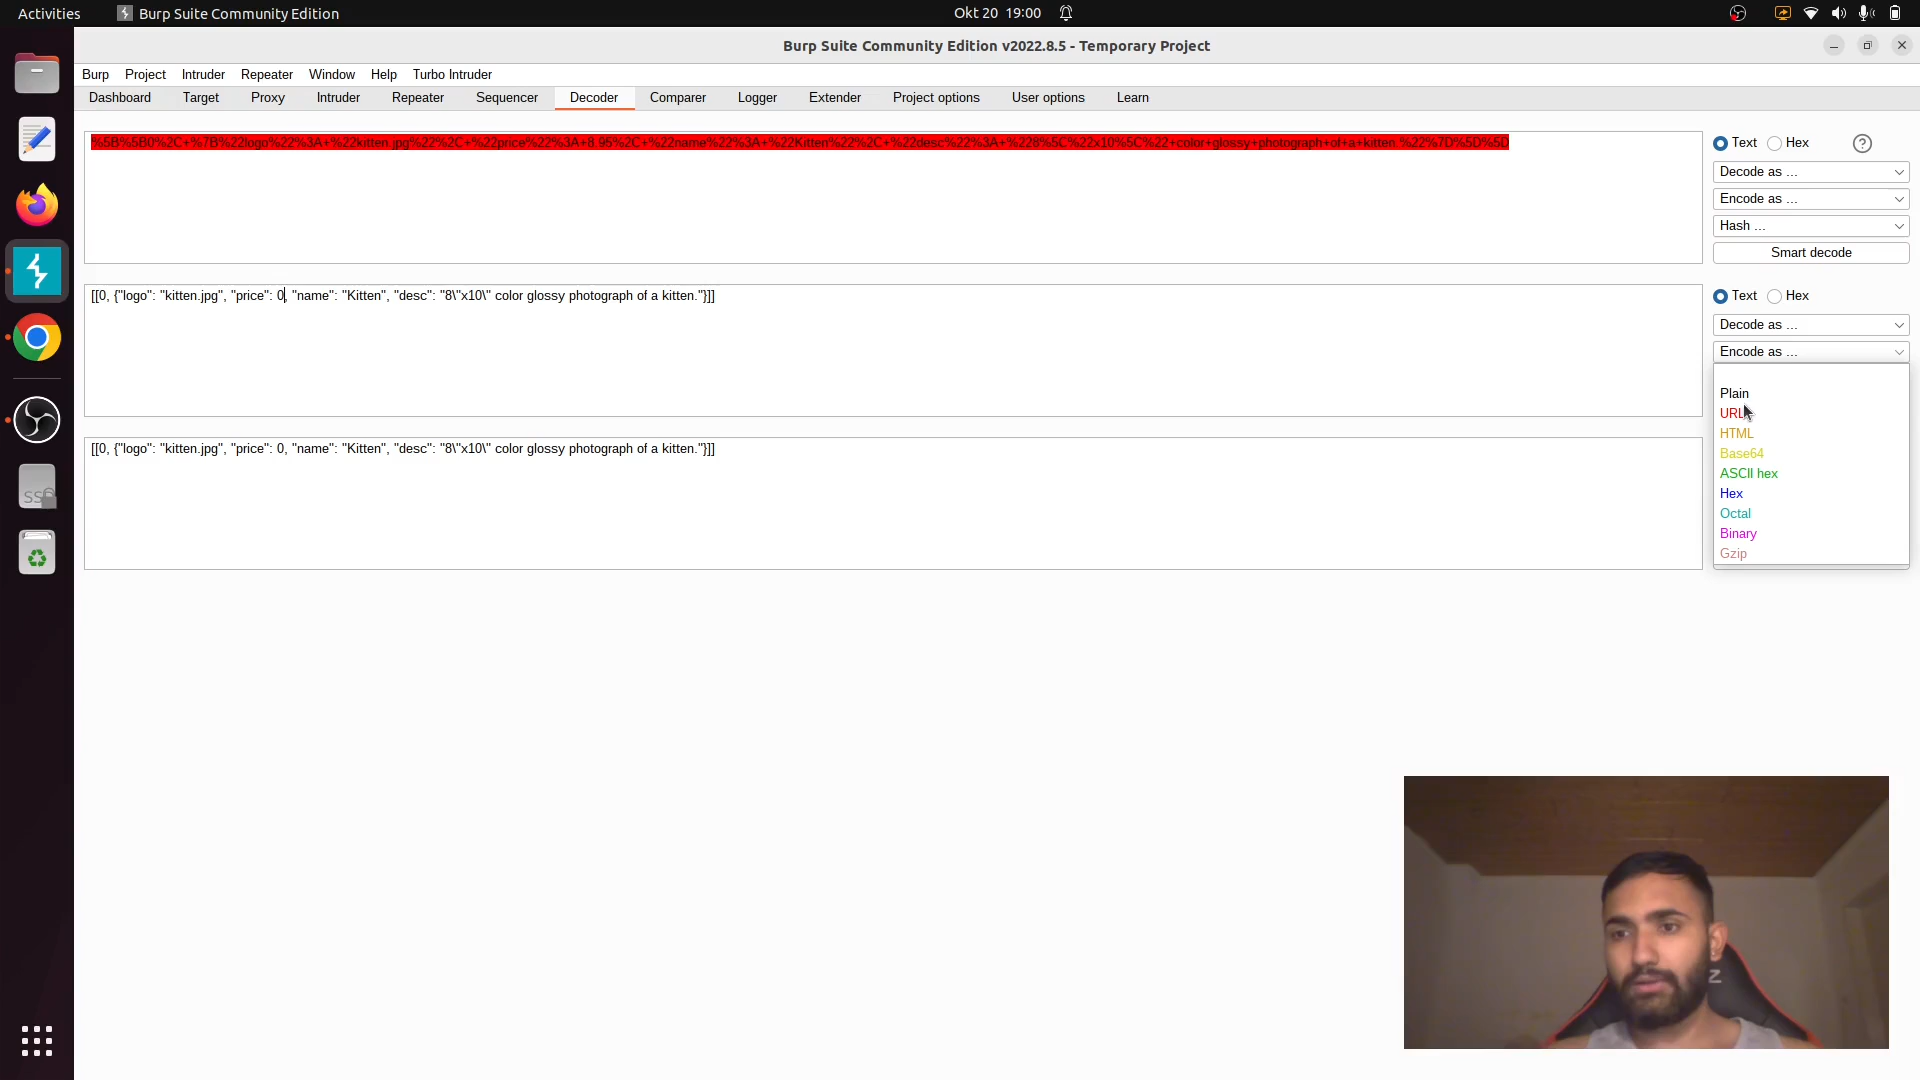 Activities
Burp Suite Community Edition
Okt 20 19:00
Burp Suite Community Edition v2022.8.5 - Temporary Project
Burp Project Intruder Repeater Window Help Turbo Intruder
Dashboard Target Proxy Intruder Repeater Sequencer Decoder Comparer Logger Extender Project options User options Learn
%5B%5B0%2C+%7B%22logo%22%3A+%22kitten.jpg%22%2C+%22price%22%3A+8.95%2C+%22name%22%3A+%22Kitten%22%2C+%22desc%22%3A+%228%5C%22x10%5C%22+color+glossy+photograph+of+a+kitten.%22%7D%5D%5D
Text Hex ?
Decode as ...
Encode as ...
Hash ...
Smart decode
[[0, {"logo": "kitten.jpg", "price": 0, "name": "Kitten", "desc": "8\"x10\" color glossy photograph of a kitten."}]]
Text Hex
Decode as ...
Encode as ...
Plain
URL
HTML
Base64
ASCII hex
Hex
Octal
Binary
Gzip
[[0, {"logo": "kitten.jpg", "price": 0, "name": "Kitten", "desc": "8\"x10\" color glossy photograph of a kitten."}]]
SSD